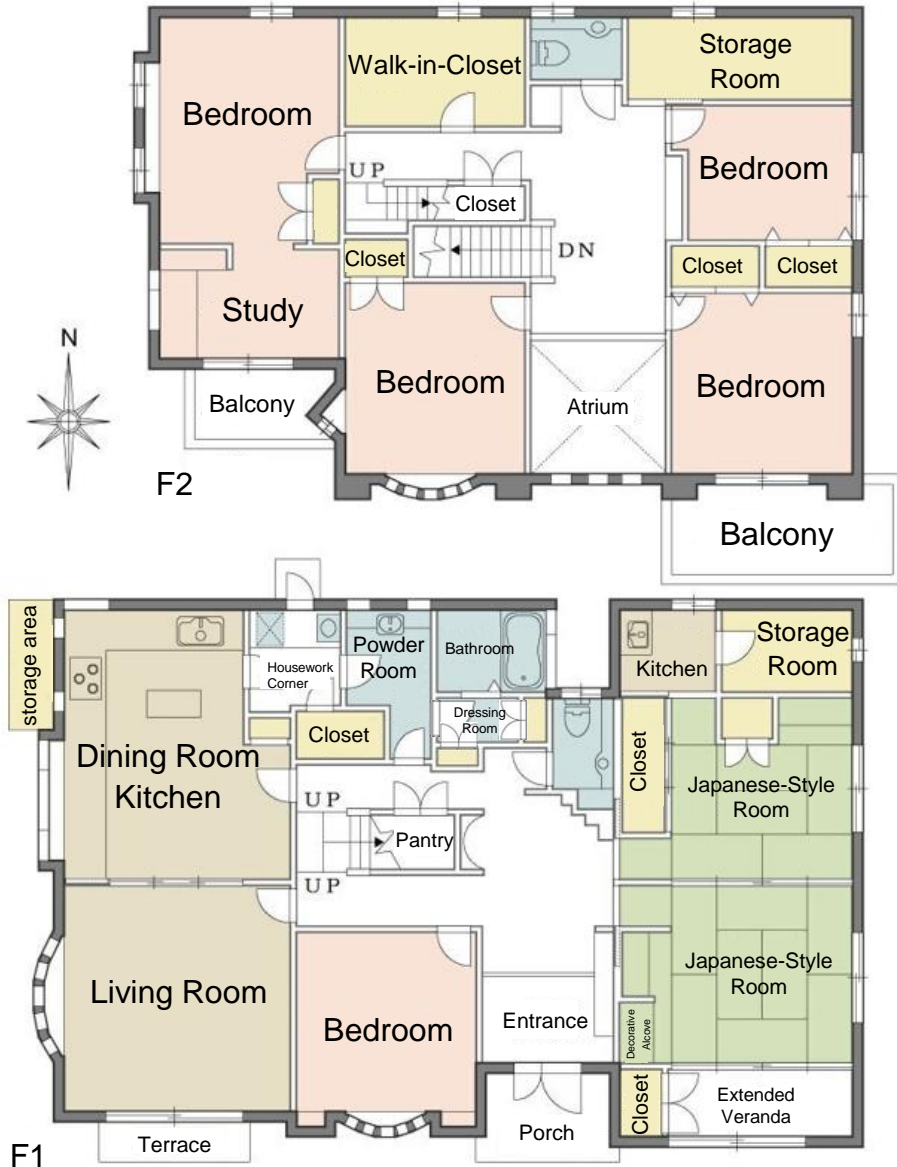 Walk-in-Closet
Storage
Room
Bedroom
Bedroom
UP
Closet
Closet
DN
Closet
Closet
Study
Bedroom
Bedroom
N
Balcony
Atrium
F2
Balcony
storage area
Powder
Room
Bathroom
Storage
Room
Housework
Corner
Kitchen
Dressing
Room
Closet
Closet
Dining Room
Kitchen
Japanese-Style
Room
UP
Pantry
UP
Japanese-Style
Room
Living Room
Entrance
Bedroom
Decorative
Alcove
Closet
Extended
Veranda
Terrace
Porch
F1